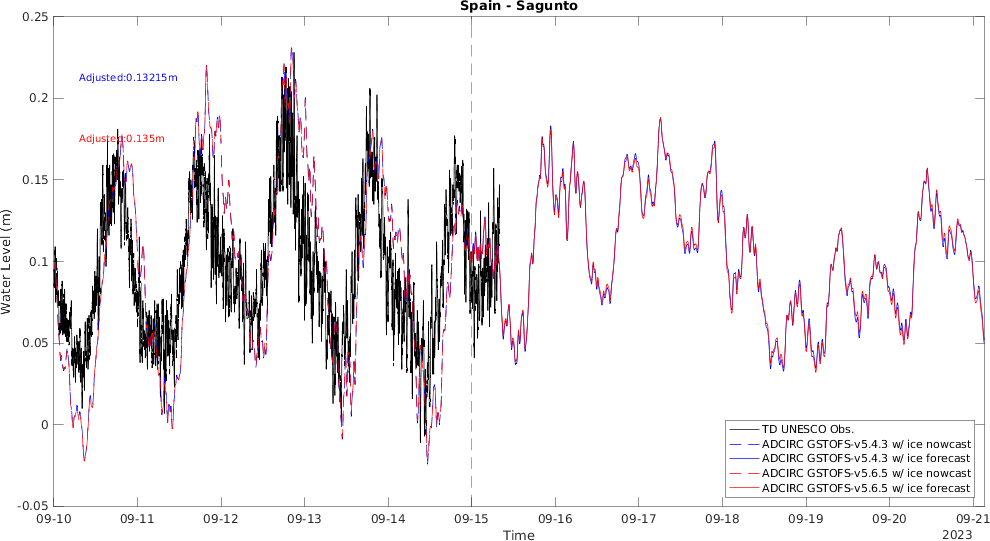 Spain - Sagunto
0.25
0.2
0.15
0.1
0.05
0
-0.05
Water Level (m)
Adjusted:0.13215m
Adjusted:0.135m
TD UNESCO Obs.
ADCIRC GSTOFS-v5.4.3 w/ ice nowcast
ADCIRC GSTOFS-v5.4.3 w/ ice forecast
ADCIRC GSTOFS-v5.6.5 w/ ice nowcast
ADCIRC GSTOFS-v5.6.5 w/ ice forecast
09-10 09-11 09-12 09-13 09-14 09-15 09-16 09-17 09-18 09-19 09-20 09-21
Time
2023